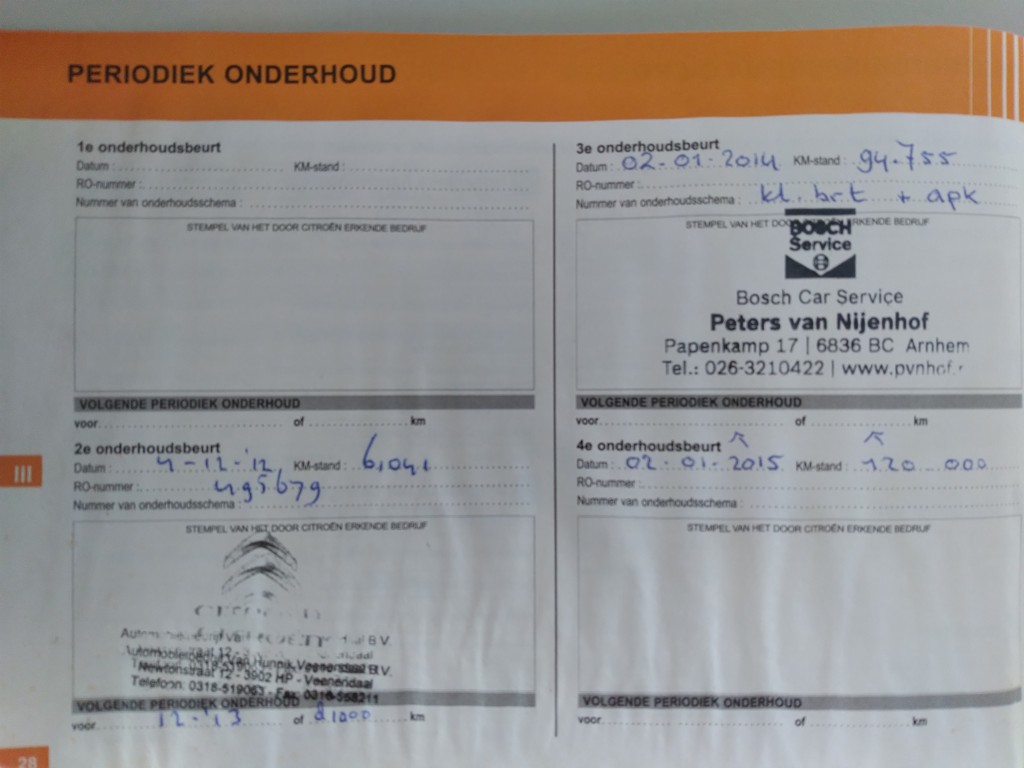 PERIODIEK ONDERHOUD
1e onderhoudsbeurt
Datum : KM-stand :
RO-nummer :
Nummer van onderhoudsschema :
STEMPEL VAN HET DOOR CITROËN ERKENDE BEDRIJF
VOLGENDE PERIODIEK ONDERHOUD
voor of km
2e onderhoudsbeurt
Datum : 4-12-'12 KM-stand :
RO-nummer : 495679
Nummer van onderhoudsschema :
STEMPEL VAN HET DOOR CITROËN ERKENDE BEDRIJF
Newtonstraat 12 - 3902 HP - Veenendaal
Telefoon: 0318-519063 - FAX
VOLGENDE PERIODIEK ONDERHOUD
voor 12-'13 of km
3e onderhoudsbeurt
Datum : 02-01-2014 KM-stand : 94.755
RO-nummer :
Nummer van onderhoudsschema : kl. brt + apk
STEMPEL VAN HET DOOR CITROËN ERKENDE BEDRIJF
BOSCH
Service
Bosch Car Service
Peters van Nijenhof
Papenkamp 17 | 6836 BC Arnhem
Tel.: 026-3210422 | www.pvnhof.
VOLGENDE PERIODIEK ONDERHOUD
voor of km
4e onderhoudsbeurt
Datum : 02-01-2015 KM-stand : 120.000
RO-nummer :
Nummer van onderhoudsschema :
STEMPEL VAN HET DOOR CITROËN ERKENDE BEDRIJF
VOLGENDE PERIODIEK ONDERHOUD
voor of km
III
28